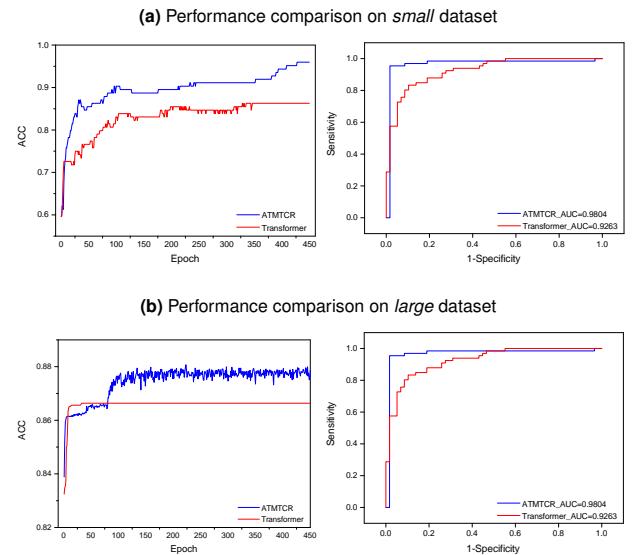 (a) Performance comparison on small dataset
1.0
0.9
0.8
0.7
0.6
ACC
0 50 100 150 200 250 300 350 400 450
Epoch
ATMTCR
Transformer
1.0
0.8
0.6
0.4
0.2
0.0
Sensitivity
0.0 0.2 0.4 0.6 0.8 1.0
1-Specificity
ATMTCR_AUC=0.9804
Transformer_AUC=0.9263
(b) Performance comparison on large dataset
0.88
0.86
0.84
0.82
ACC
0 50 100 150 200 250 300 350 400 450
Epoch
ATMTCR
Transformer
1.0
0.8
0.6
0.4
0.2
0.0
Sensitivity
0.0 0.2 0.4 0.6 0.8 1.0
1-Specificity
ATMTCR_AUC=0.9804
Transformer_AUC=0.9263